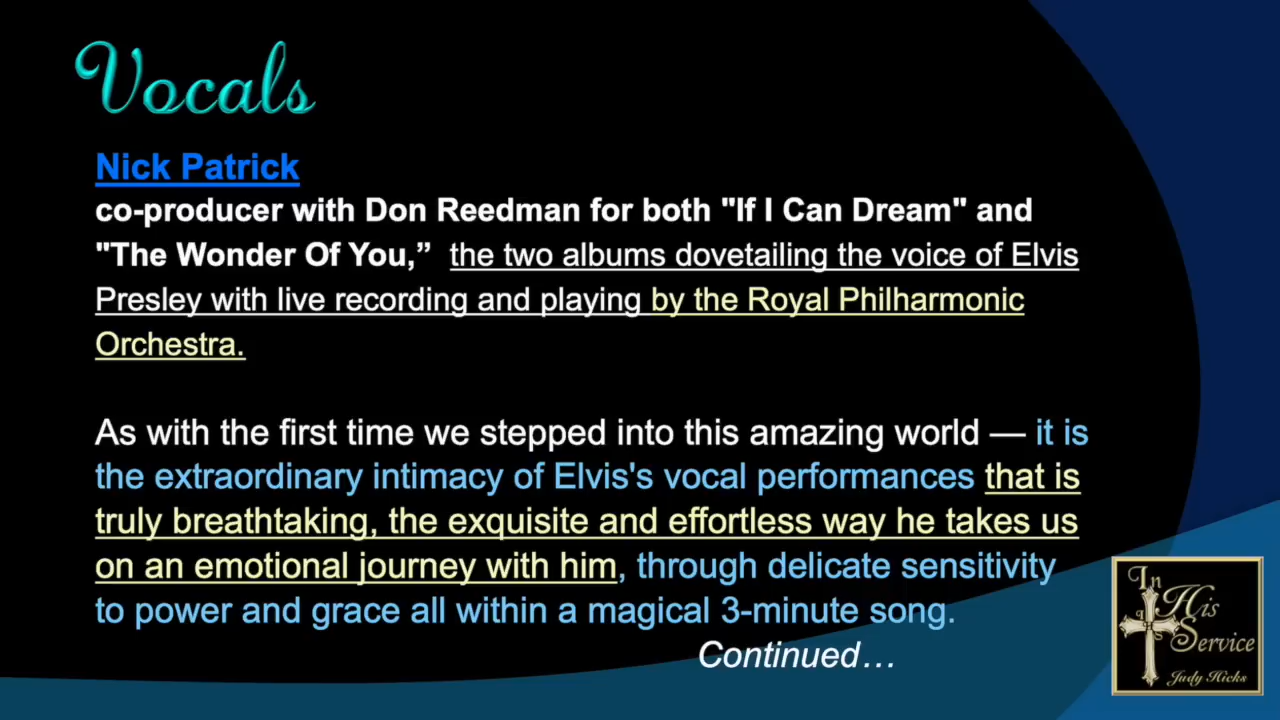 Vocals
Nick Patrick
co-producer with Don Reedman for both "If I Can Dream" and
"The Wonder Of You,” the two albums dovetailing the voice of Elvis
Presley with live recording and playing by the Royal Philharmonic
Orchestra.
As with the first time we stepped into this amazing world — it is
the extraordinary intimacy of Elvis's vocal performances that is
truly breathtaking, the exquisite and effortless way he takes us
on an emotional journey with him, through delicate sensitivity
to power and grace all within a magical 3-minute song.
Continued…
In
His
Service
Judy Hicks